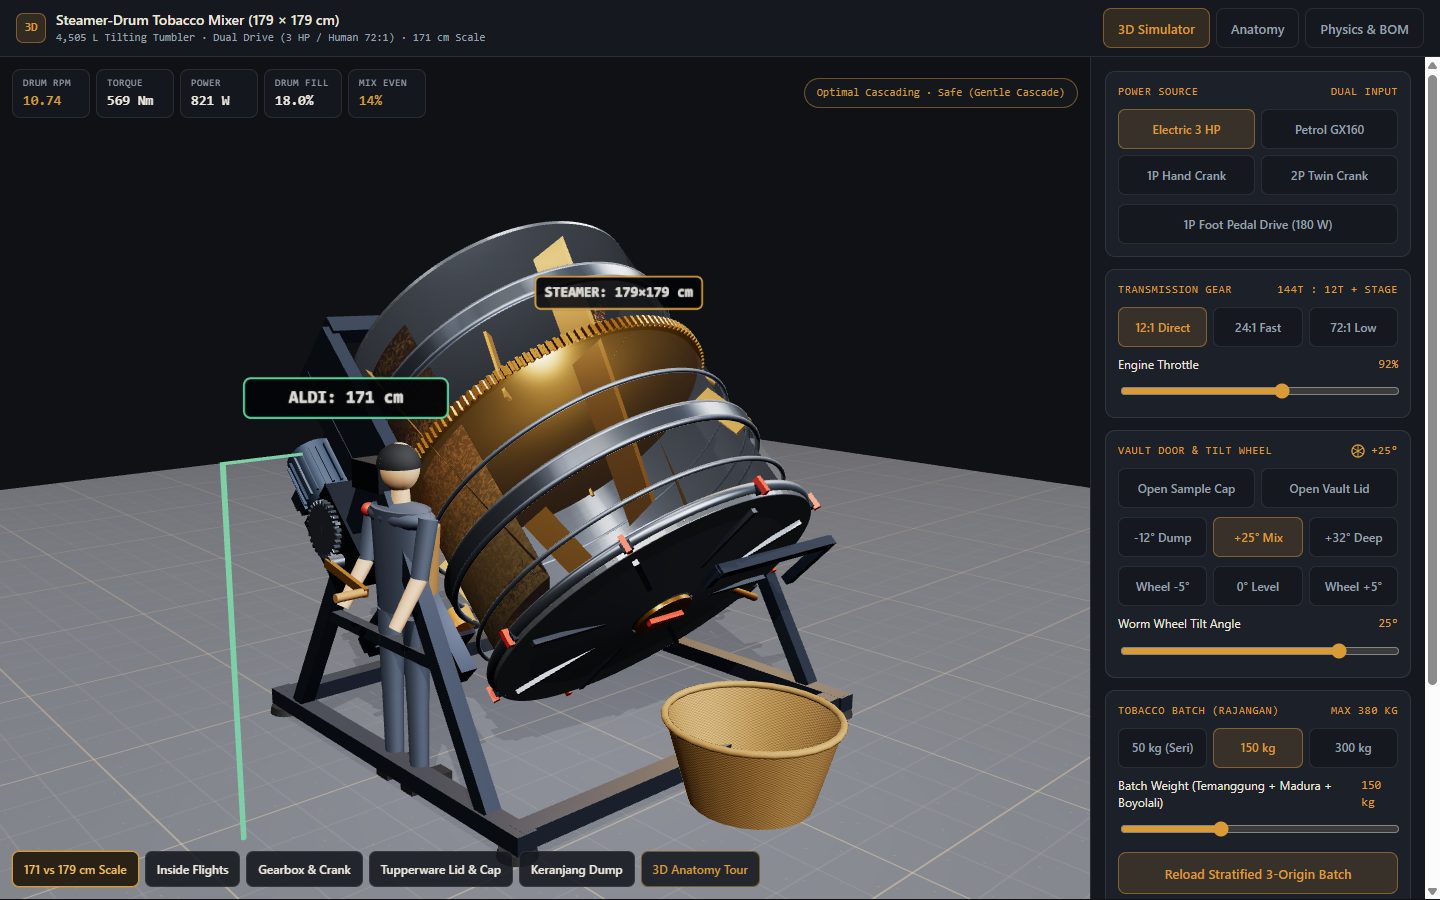 3D
Steamer-Drum Tobacco Mixer (179 × 179 cm)
4,505 L Tilting Tumbler · Dual Drive (3 HP / Human 72:1) · 171 cm Scale
3D Simulator
Anatomy
Physics & BOM
DRUM RPM
10.74
TORQUE
569 Nm
POWER
821 W
DRUM FILL
18.0%
MIX EVEN
14%
Optimal Cascading · Safe (Gentle Cascade)
STEAMER: 179×179 cm
ALDI: 171 cm
171 vs 179 cm Scale
Inside Flights
Gearbox & Crank
Tupperware Lid & Cap
Keranjang Dump
3D Anatomy Tour
POWER SOURCE
DUAL INPUT
Electric 3 HP
Petrol GX160
1P Hand Crank
2P Twin Crank
1P Foot Pedal Drive (180 W)
TRANSMISSION GEAR
144T : 12T + STAGE
12:1 Direct
24:1 Fast
72:1 Low
Engine Throttle
92%
VAULT DOOR & TILT WHEEL
+25°
Open Sample Cap
Open Vault Lid
-12° Dump
+25° Mix
+32° Deep
Wheel -5°
0° Level
Wheel +5°
Worm Wheel Tilt Angle
25°
TOBACCO BATCH (RAJANGAN)
MAX 380 KG
50 kg (Seri)
150 kg
300 kg
Batch Weight (Temanggung + Madura +
Boyolali)
150
kg
Reload Stratified 3-Origin Batch